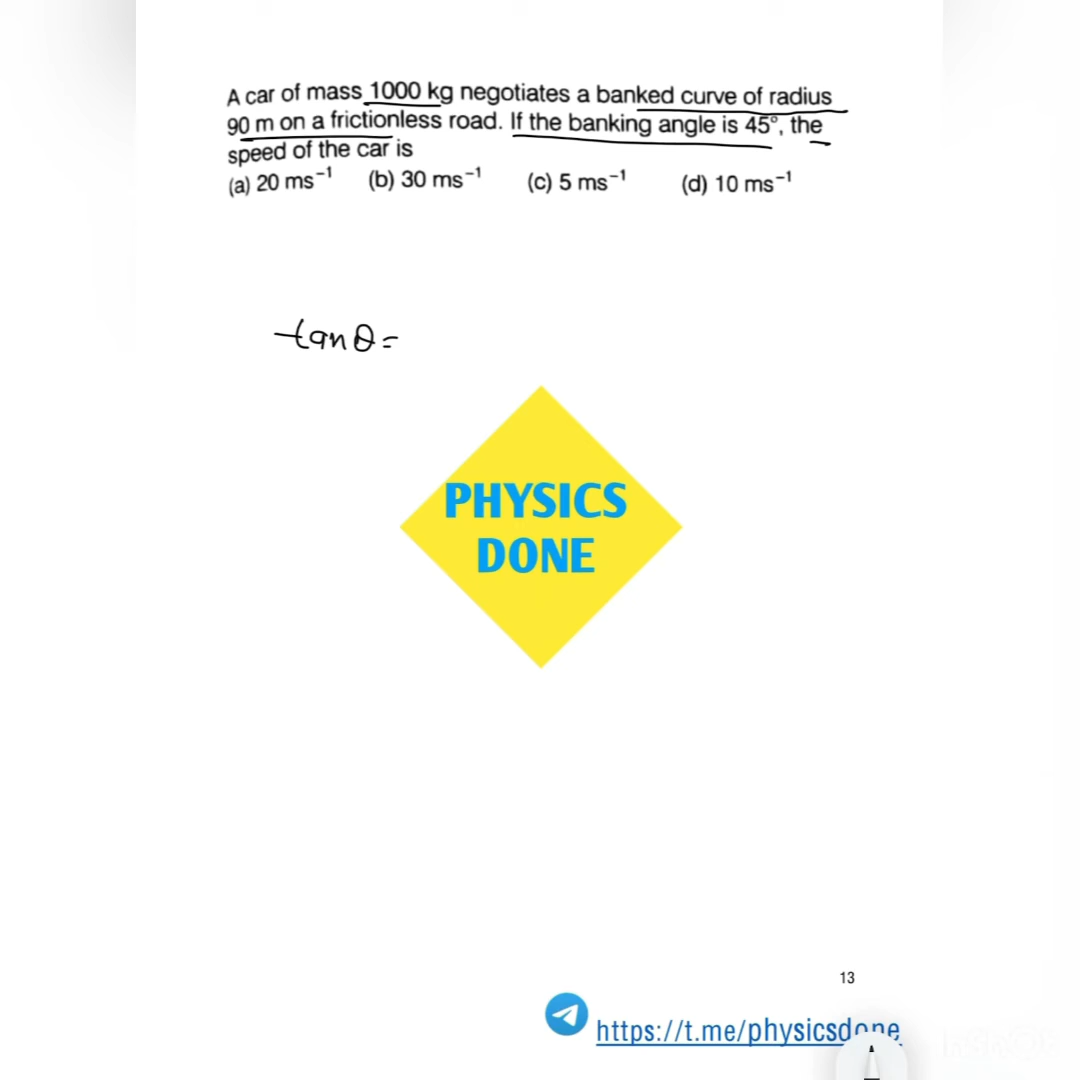 A car of mass 1000 kg negotiates a banked curve of radius
90 m on a frictionless road. If the banking angle is 45°, the
speed of the car is
(a) 20 ms⁻¹ (b) 30 ms⁻¹ (c) 5 ms⁻¹ (d) 10 ms⁻¹
tanθ=
PHYSICS
DONE
13
https://t.me/physicsdone